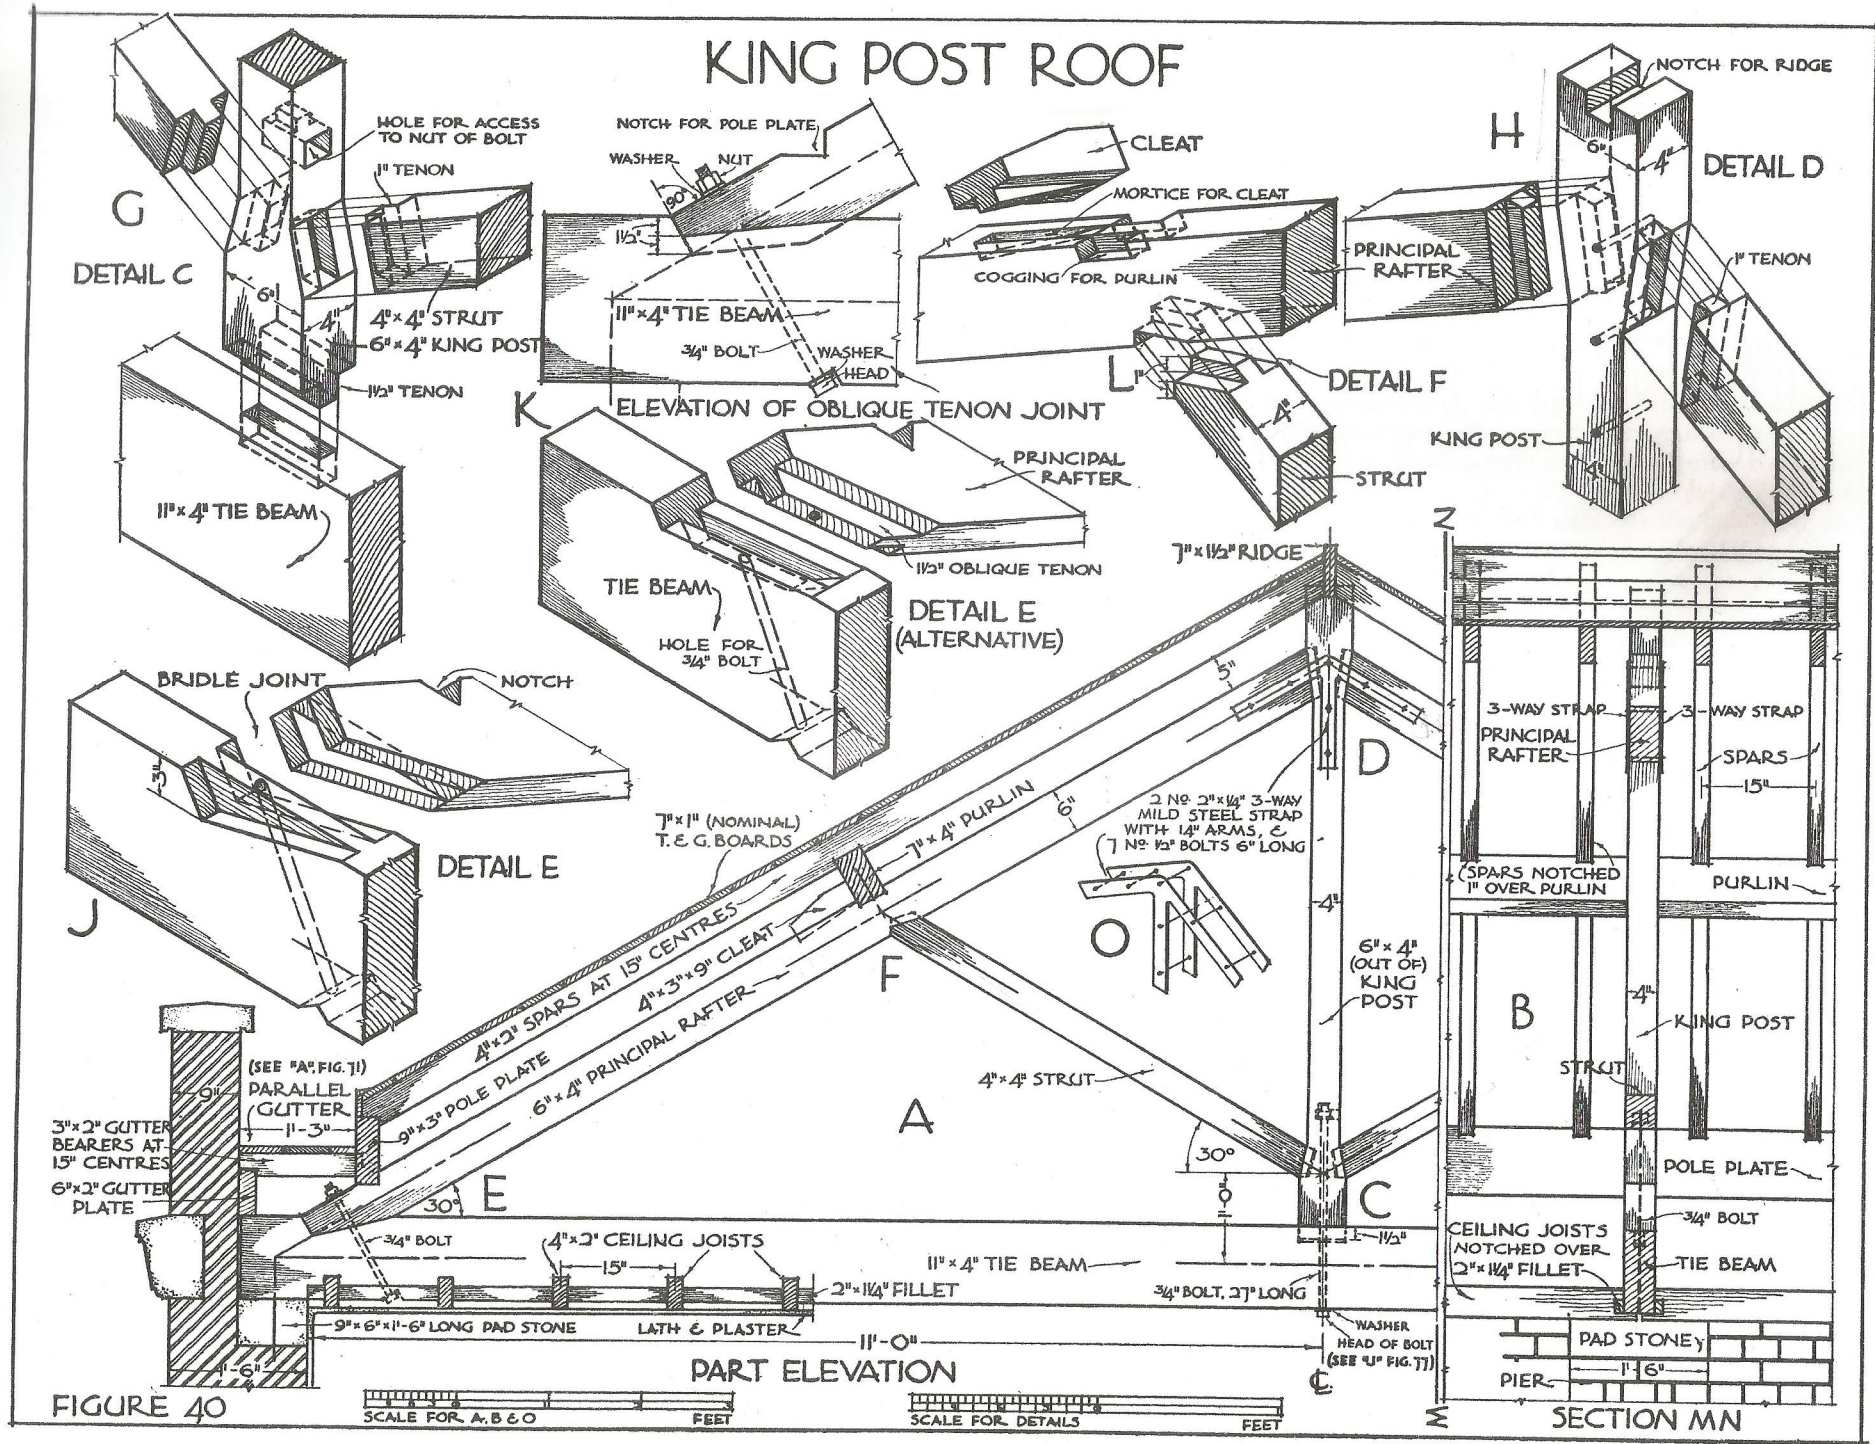 KING POST ROOF
HOLE FOR ACCESS
TO NUT OF BOLT
1" TENON
G
DETAIL C
6"
4"
4"×4" STRUT
6"×4" KING POST
1½" TENON
11"×4" TIE BEAM
NOTCH FOR POLE PLATE
WASHER
NUT
90°
1½"
11"×4" TIE BEAM
¾" BOLT
WASHER
HEAD
K
ELEVATION OF OBLIQUE TENON JOINT
CLEAT
MORTICE FOR CLEAT
COGGING FOR PURLIN
L
1"
DETAIL F
4"
STRUT
NOTCH FOR RIDGE
H
6"
4"
DETAIL D
PRINCIPAL
RAFTER
1" TENON
KING POST
4"
PRINCIPAL
RAFTER
1½" OBLIQUE TENON
TIE BEAM
HOLE FOR
¾" BOLT
DETAIL E
(ALTERNATIVE)
BRIDLE JOINT
NOTCH
3"
DETAIL E
J
7"×1½" RIDGE
5"
D
7"×1" (NOMINAL)
T. & G. BOARDS
7"×4" PURLIN
6"
2 No 2"×¼" 3-WAY
MILD STEEL STRAP
WITH 14" ARMS, &
7 No ½" BOLTS 6" LONG
4"×2" SPARS AT 15" CENTRES
4"×3"×9" CLEAT
F
O
4"
6"×4"
(OUT OF)
KING
POST
9"×3" POLE PLATE
6"×4" PRINCIPAL RAFTER
4"×4" STRUT
A
(SEE "A", FIG. 71)
9"
PARALLEL
GUTTER
1'-3"
3"×2" GUTTER
BEARERS AT
15" CENTRES
6"×2" GUTTER
PLATE
E
30°
30°
C
1'-0"
1½"
¾" BOLT
4"×2" CEILING JOISTS
15"
11"×4" TIE BEAM
2"×1¼" FILLET
¾" BOLT, 27" LONG
9"×6"×1'-6" LONG PAD STONE
LATH & PLASTER
WASHER
HEAD OF BOLT
(SEE "U" FIG. 77)
11'-0"
1'-6"
PART ELEVATION
℄
FIGURE 40
SCALE FOR A, B & O
FEET
SCALE FOR DETAILS
FEET
N
3-WAY STRAP
3-WAY STRAP
PRINCIPAL
RAFTER
SPARS
15"
SPARS NOTCHED
1" OVER PURLIN
PURLIN
B
4"
KING POST
STRUT
POLE PLATE
¾" BOLT
CEILING JOISTS
NOTCHED OVER
2"×1¼" FILLET
TIE BEAM
PAD STONE
1'-6"
PIER
M
SECTION MN